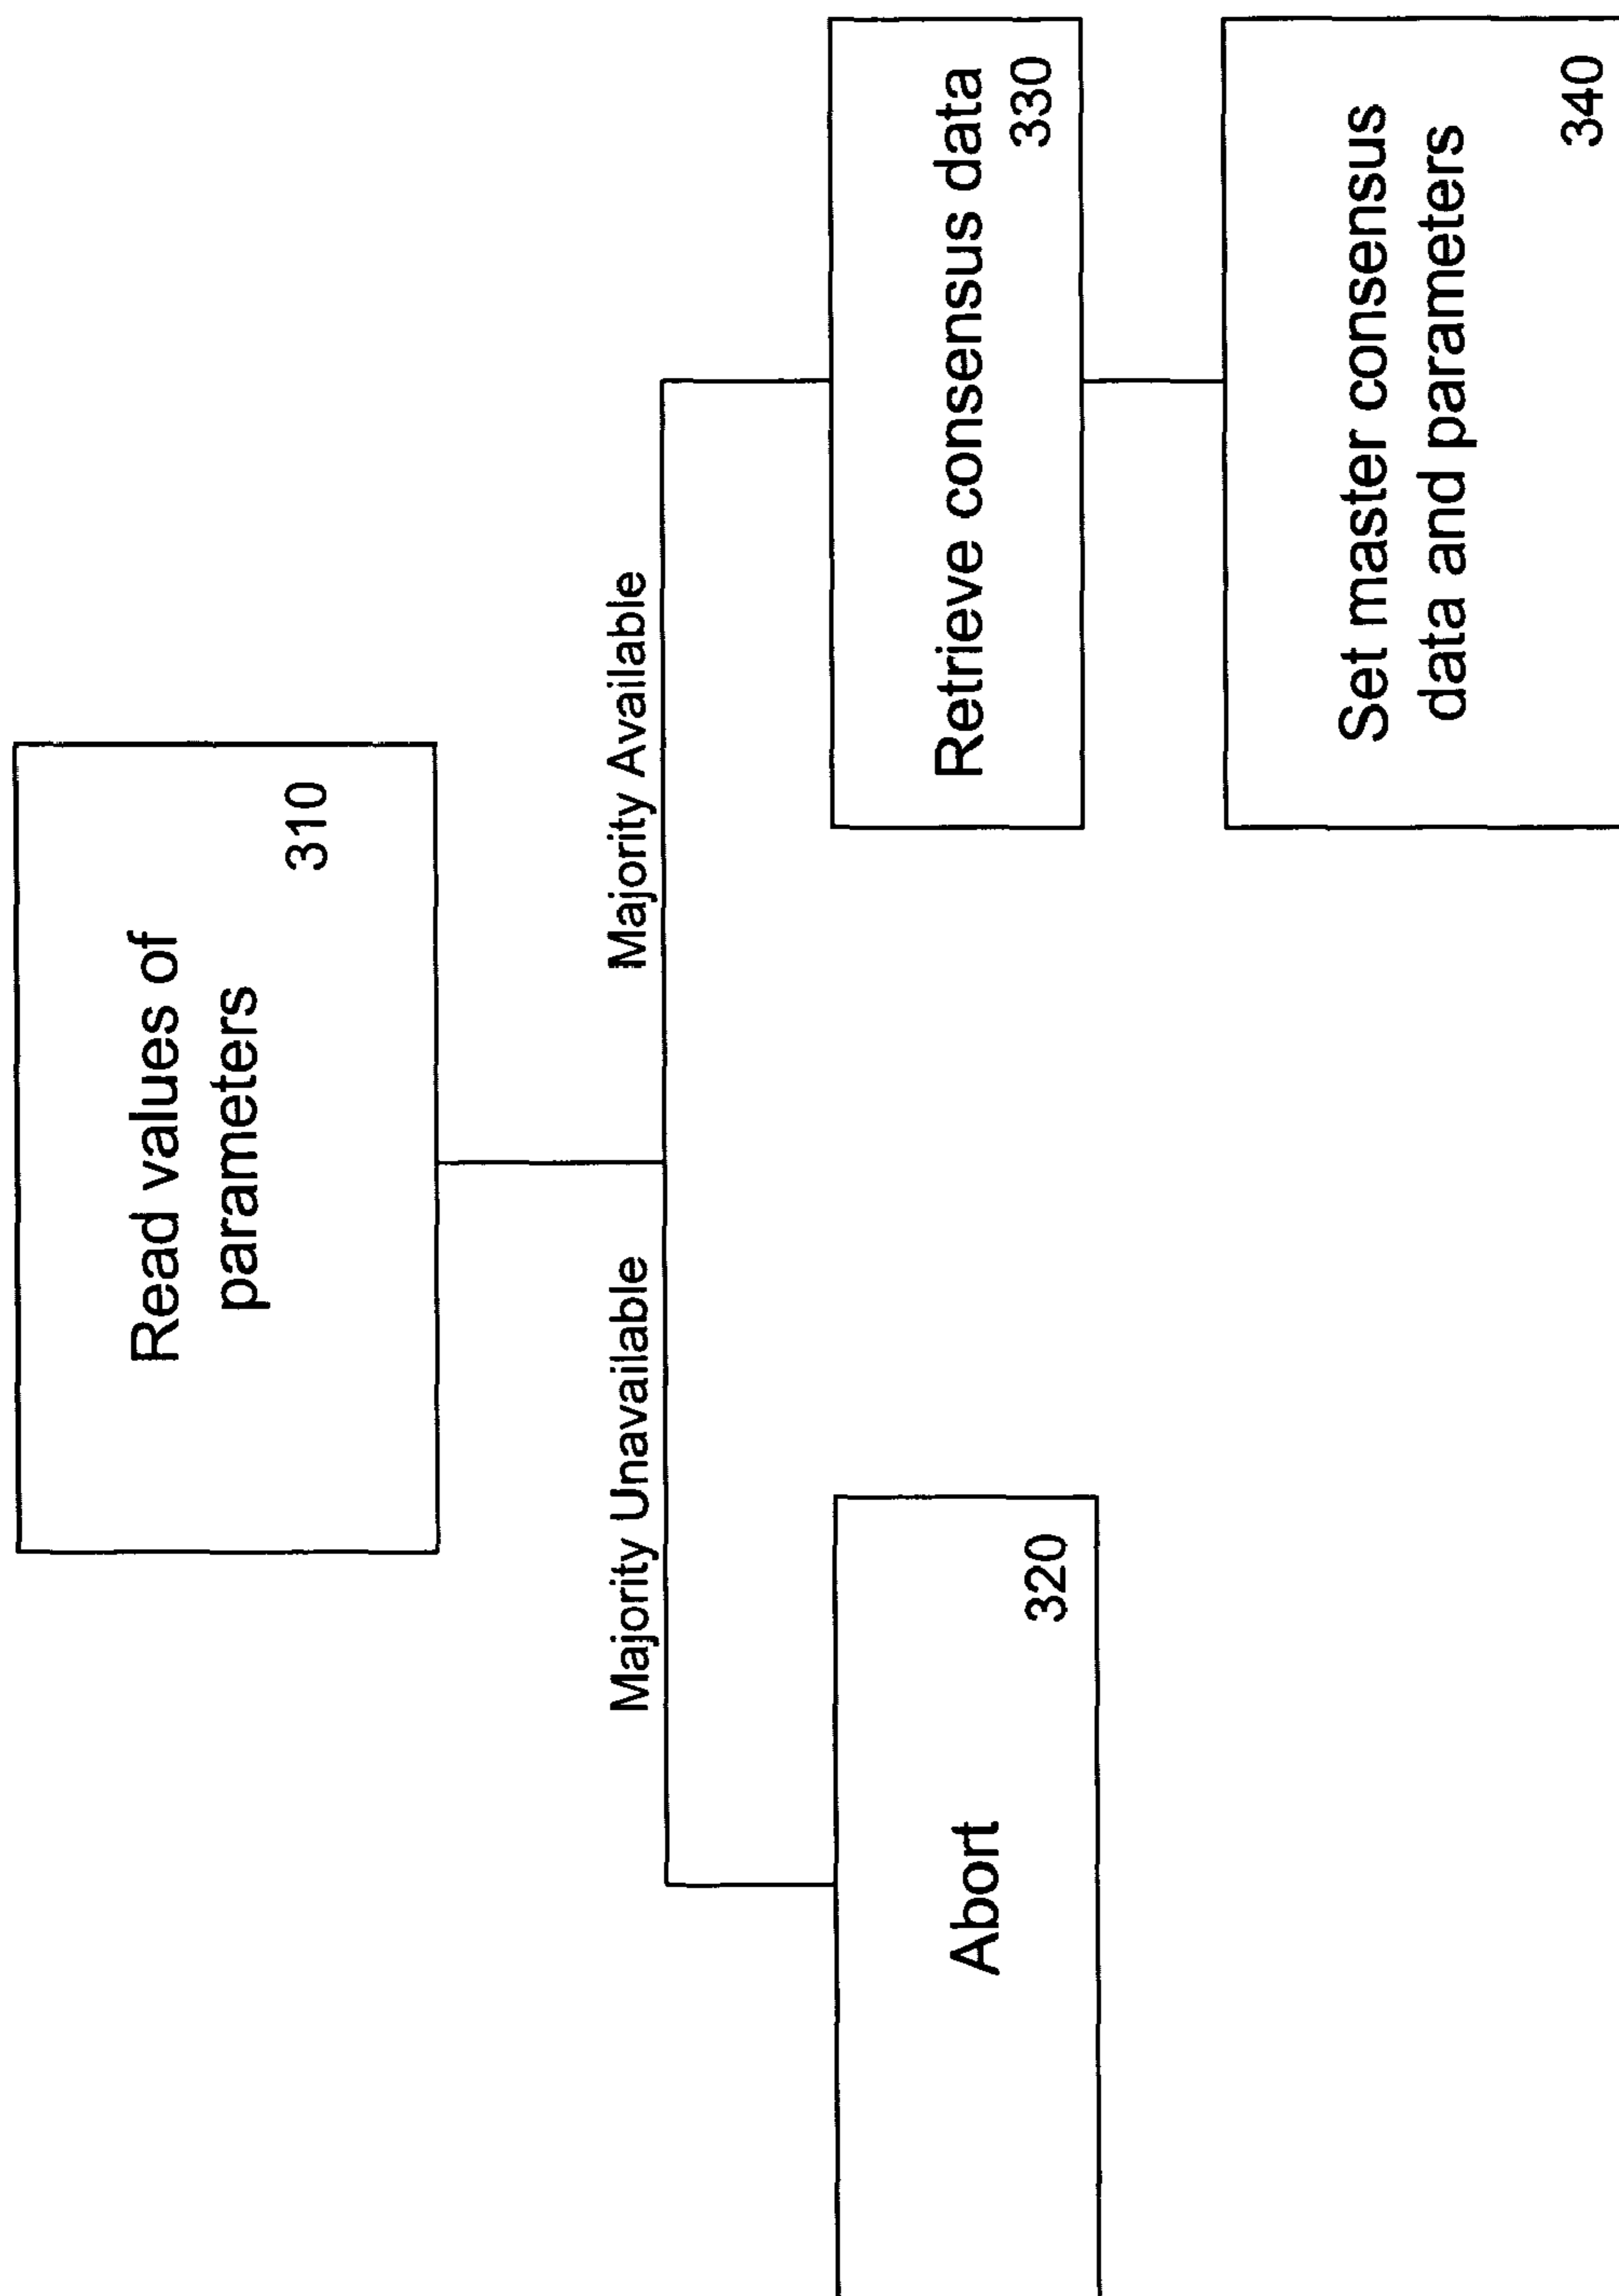 Read values of
parameters
310
Majority Unavailable
Majority Available
Abort
320
Retrieve consensus data
330
Set master consensus
data and parameters
340